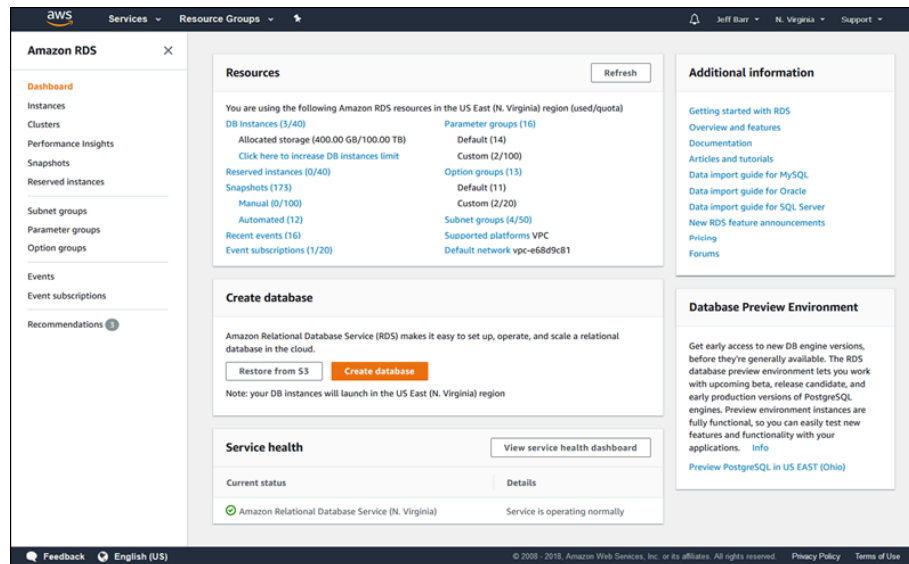 aws Services Resource Groups Jeff Barr N. Virginia Support
Amazon RDS
Dashboard
Instances
Clusters
Performance Insights
Snapshots
Reserved instances
Subnet groups
Parameter groups
Option groups
Events
Event subscriptions
Recommendations 3
Resources
Refresh
You are using the following Amazon RDS resources in the US East (N. Virginia) region (used/quota)
DB Instances (3/40)
Allocated storage (400.00 GB/100.00 TB)
Click here to increase DB instances limit
Reserved instances (0/40)
Snapshots (173)
Manual (0/100)
Automated (12)
Recent events (16)
Event subscriptions (1/20)
Parameter groups (16)
Default (14)
Custom (2/100)
Option groups (13)
Default (11)
Custom (2/20)
Subnet groups (4/50)
Supported platforms VPC
Default network vpc-e68d9c81
Create database
Amazon Relational Database Service (RDS) makes it easy to set up, operate, and scale a relational
database in the cloud.
Restore from S3
Create database
Note: your DB instances will launch in the US East (N. Virginia) region
Service health
View service health dashboard
Current status
Details
Amazon Relational Database Service (N. Virginia)
Service is operating normally
Additional information
Getting started with RDS
Overview and features
Documentation
Articles and tutorials
Data import guide for MySQL
Data import guide for Oracle
Data import guide for SQL Server
New RDS feature announcements
Pricing
Forums
Database Preview Environment
Get early access to new DB engine versions,
before they're generally available. The RDS
database preview environment lets you work
with upcoming beta, release candidate, and
early production versions of PostgreSQL
engines. Preview environment instances are
fully functional, so you can easily test new
features and functionality with your
applications. Info
Preview PostgreSQL in US EAST (Ohio)
Feedback English (US)
© 2008 - 2018, Amazon Web Services, Inc. or its affiliates. All rights reserved. Privacy Policy Terms of Use